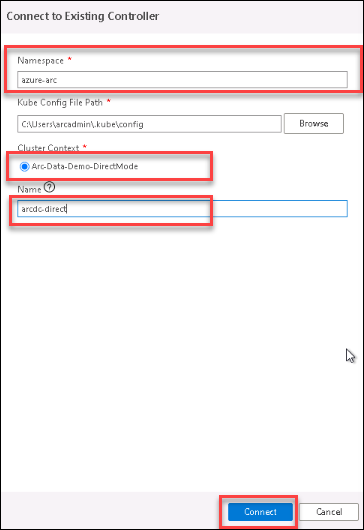 Connect to Existing Controller
Namespace *
azure-arc
Kube Config File Path *
C:\Users\arcadmin\.kube\config
Browse
Cluster Context *
Arc-Data-Demo-DirectMode
Name ?
arcdc-direct
Connect
Cancel